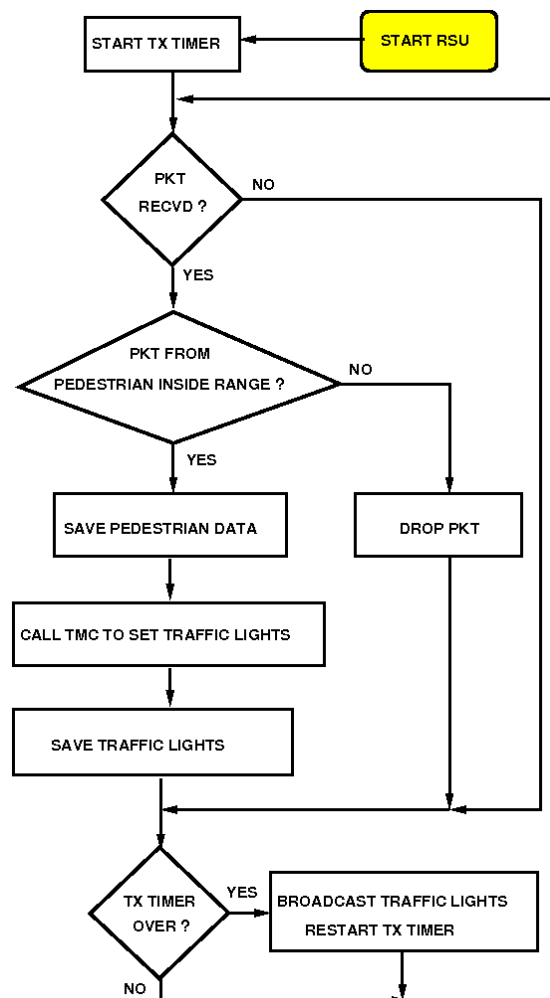 START TX TIMER
START RSU
PKT
RECVD ?
NO
YES
PKT FROM
PEDESTRIAN INSIDE RANGE ?
NO
YES
SAVE PEDESTRIAN DATA
DROP PKT
CALL TMC TO SET TRAFFIC LIGHTS
SAVE TRAFFIC LIGHTS
TX TIMER
OVER ?
YES
BROADCAST TRAFFIC LIGHTS
RESTART TX TIMER
NO